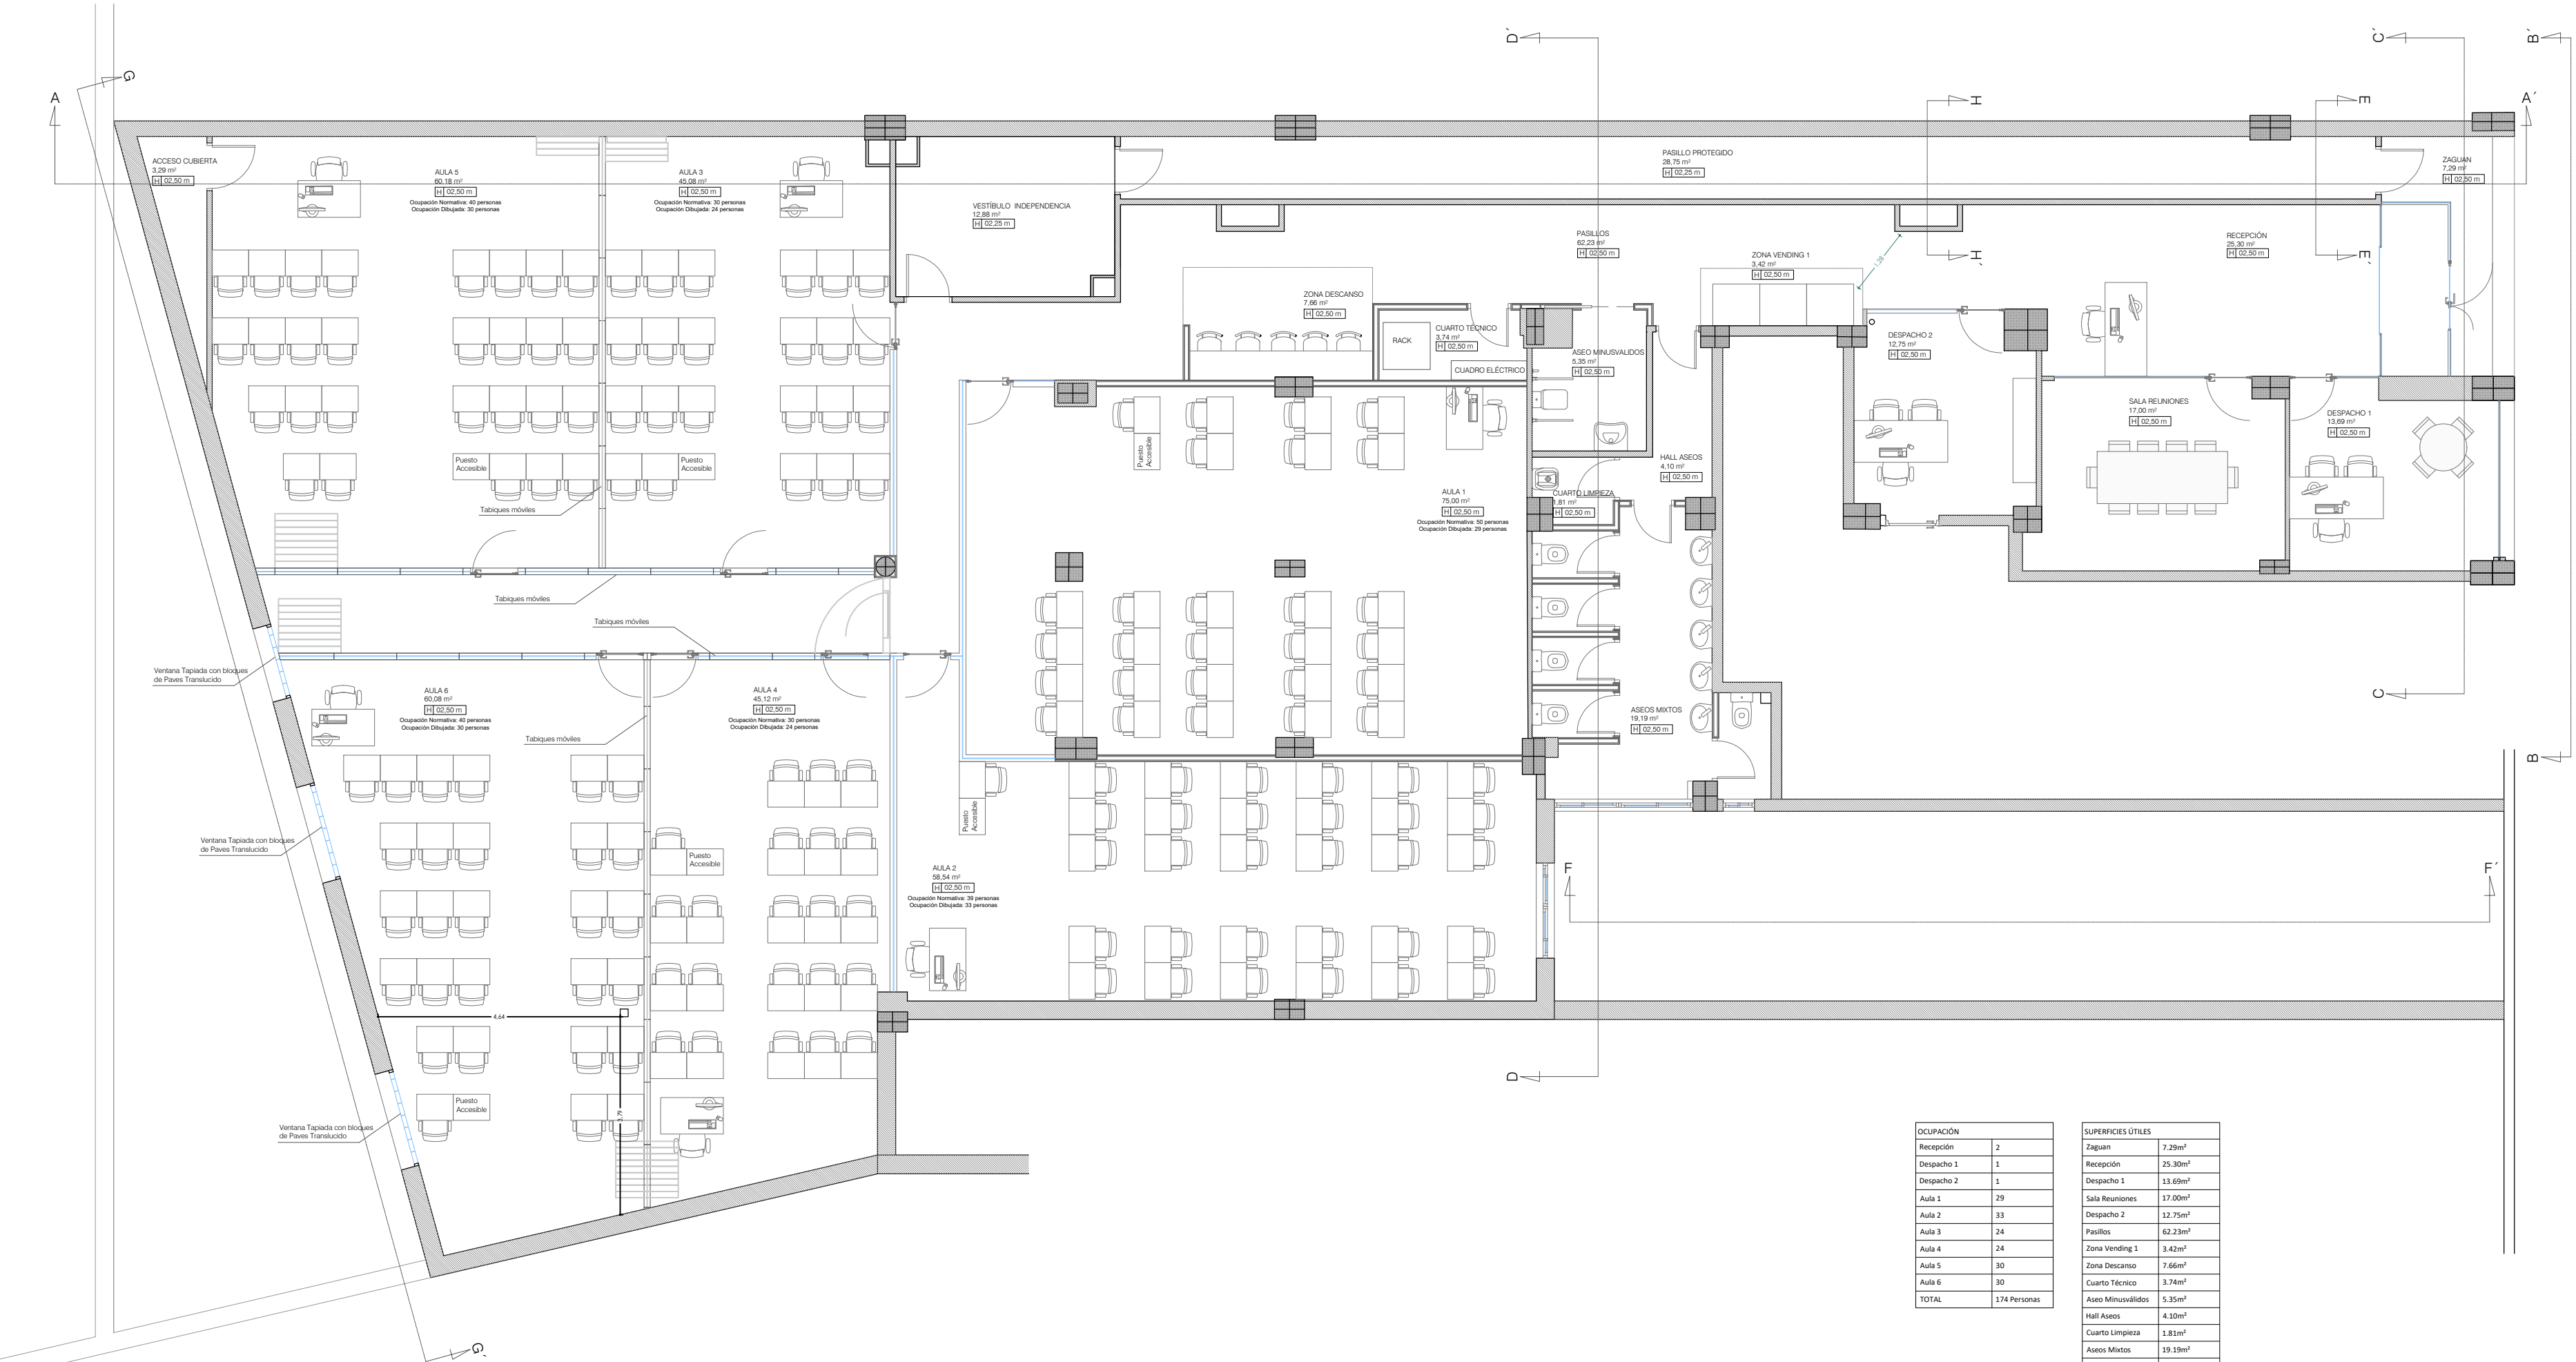 D´
C´
B´
G
A
H
E
A´
ACCESO CUBIERTA
3,29 m²
H 02,50 m
AULA 5
60,18 m²
H 02,50 m
Ocupación Normativa: 40 personas
Ocupación Dibujada: 30 personas
AULA 3
45,08 m²
H 02,50 m
Ocupación Normativa: 30 personas
Ocupación Dibujada: 24 personas
VESTÍBULO INDEPENDENCIA
12,88 m²
H 02,25 m
PASILLO PROTEGIDO
28,75 m²
H 02,25 m
ZAGUAN
7,29 m²
H 02,50 m
PASILLOS
62,23 m²
H 02,50 m
ZONA VENDING 1
3,42 m²
H 02,50 m
1,28
H´
RECEPCIÓN
25,30 m²
H 02,50 m
E´
ZONA DESCANSO
7,66 m²
H 02,50 m
RACK
CUARTO TÉCNICO
3,74 m²
H 02,50 m
CUADRO ELÉCTRICO
ASEO MINUSVALIDOS
5,35 m²
H 02,50 m
DESPACHO 2
12,75 m²
H 02,50 m
SALA REUNIONES
17,00 m²
H 02,50 m
DESPACHO 1
13,69 m²
H 02,50 m
Puesto
Accesible
Puesto
Accesible
Puesto
Accesible
HALL ASEOS
4,10 m²
H 02,50 m
AULA 1
75,00 m²
H 02,50 m
Ocupación Normativa: 50 personas
Ocupación Dibujada: 29 personas
CUARTO LIMPIEZA
1,81 m²
H 02,50 m
Tabiques móviles
Tabiques móviles
Tabiques móviles
Ventana Tapiada con bloques
de Paves Translucido
AULA 6
60,08 m²
H 02,50 m
Ocupación Normativa: 40 personas
Ocupación Dibujada: 30 personas
AULA 4
45,12 m²
H 02,50 m
Ocupación Normativa: 30 personas
Ocupación Dibujada: 24 personas
Tabiques móviles
ASEOS MIXTOS
19,19 m²
H 02,50 m
C
B
Ventana Tapiada con bloques
de Paves Translucido
Puesto
Accesible
Puesto
Accesible
AULA 2
58,54 m²
H 02,50 m
Ocupación Normativa: 39 personas
Ocupación Dibujada: 33 personas
F
F´
4,64
3,79
D
Puesto
Accesible
Ventana Tapiada con bloques
de Paves Translucido
G´
OCUPACIÓN
Recepción 2
Despacho 1 1
Despacho 2 1
Aula 1 29
Aula 2 33
Aula 3 24
Aula 4 24
Aula 5 30
Aula 6 30
TOTAL 174 Personas
SUPERFICIES ÚTILES
Zaguan 7.29m²
Recepción 25.30m²
Despacho 1 13.69m²
Sala Reuniones 17.00m²
Despacho 2 12.75m²
Pasillos 62.23m²
Zona Vending 1 3.42m²
Zona Descanso 7.66m²
Cuarto Técnico 3.74m²
Aseo Minusválidos 5.35m²
Hall Aseos 4.10m²
Cuarto Limpieza 1.81m²
Aseos Mixtos 19.19m²